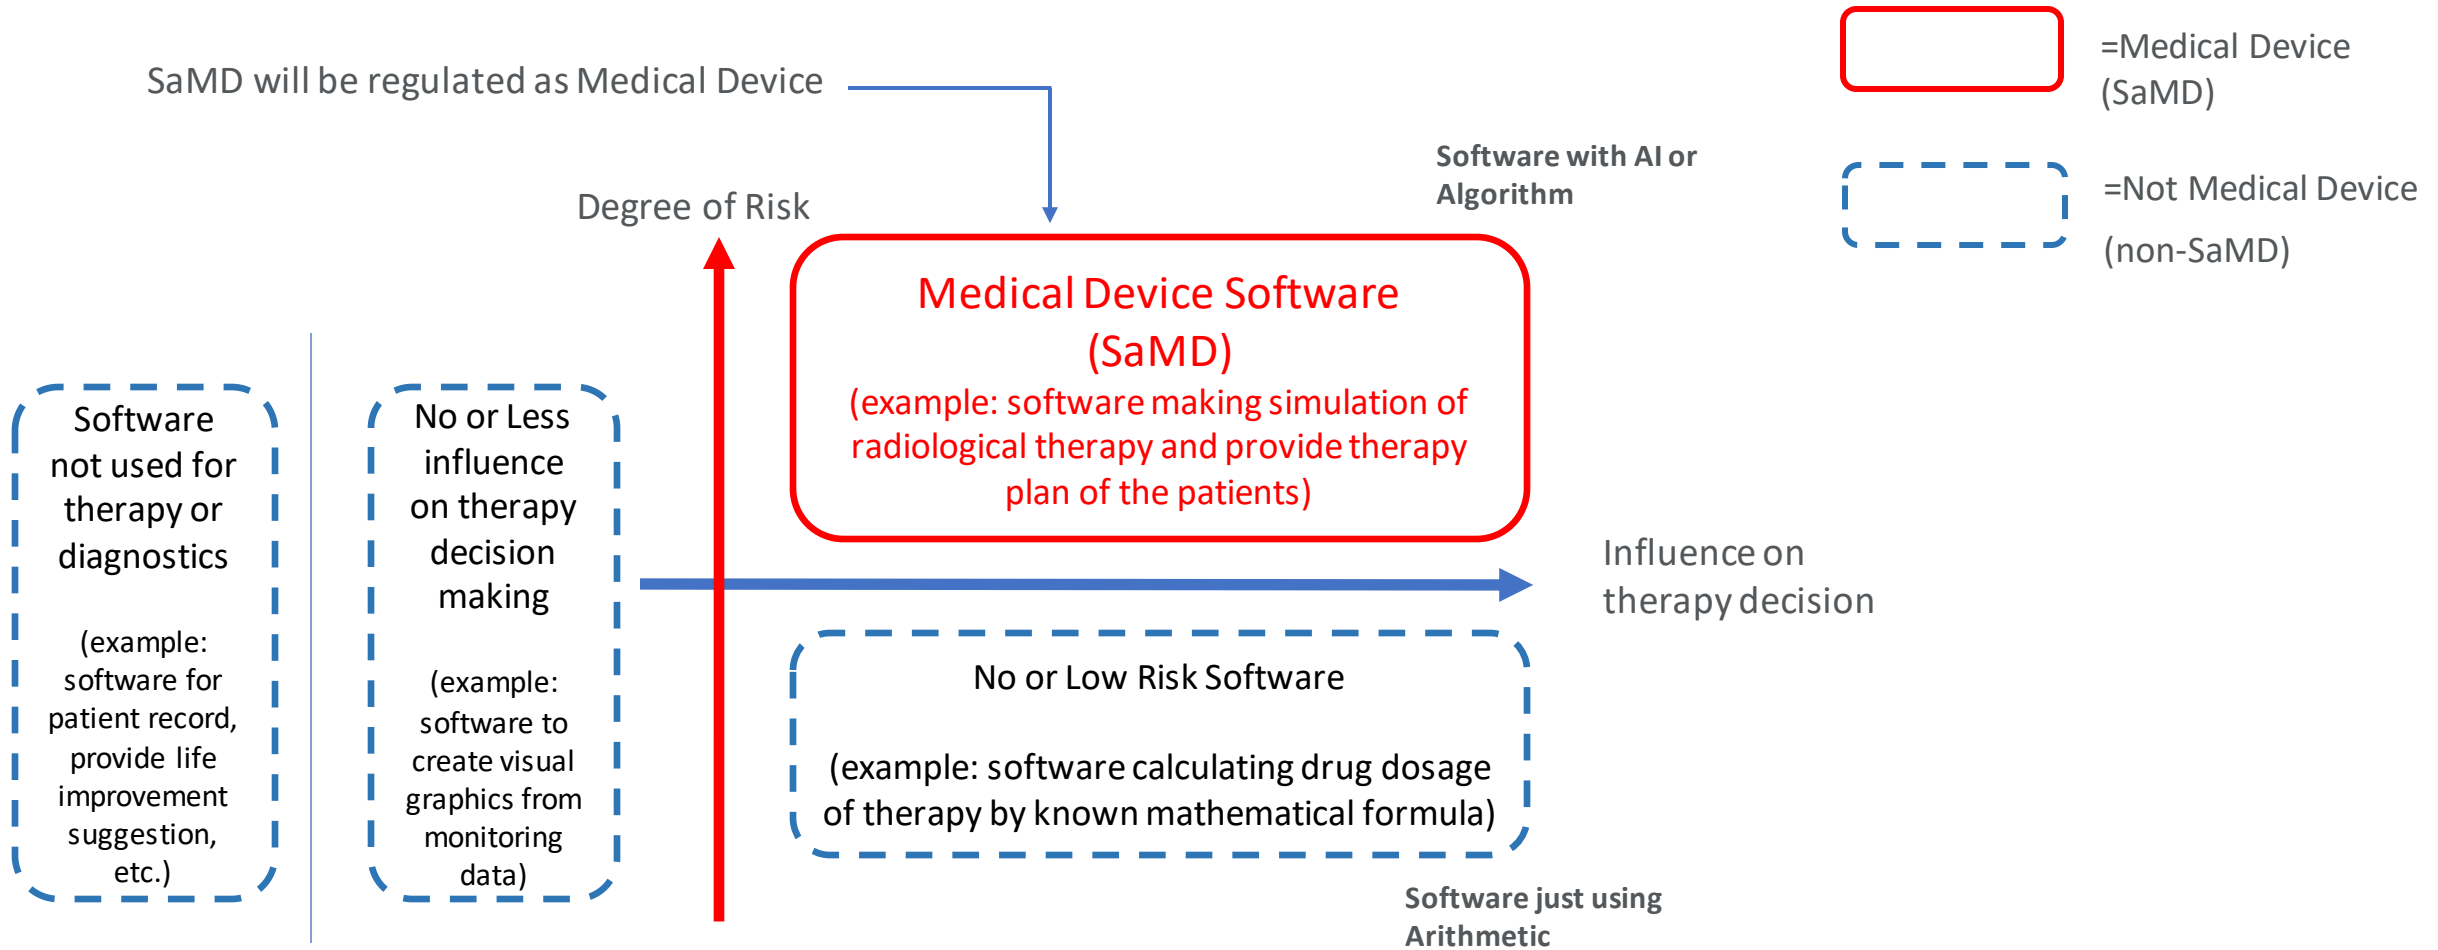 SaMD will be regulated as Medical Device
=Medical Device
(SaMD)
Software with AI or
Algorithm
=Not Medical Device
(non-SaMD)
Degree of Risk
Medical Device Software
(SaMD)
(example: software making simulation of
radiological therapy and provide therapy
plan of the patients)
Software
not used for
therapy or
diagnostics
(example:
software for
patient record,
provide life
improvement
suggestion,
etc.)
No or Less
influence
on therapy
decision
making
(example:
software to
create visual
graphics from
monitoring
data)
Influence on
therapy decision
No or Low Risk Software
(example: software calculating drug dosage
of therapy by known mathematical formula)
Software just using
Arithmetic